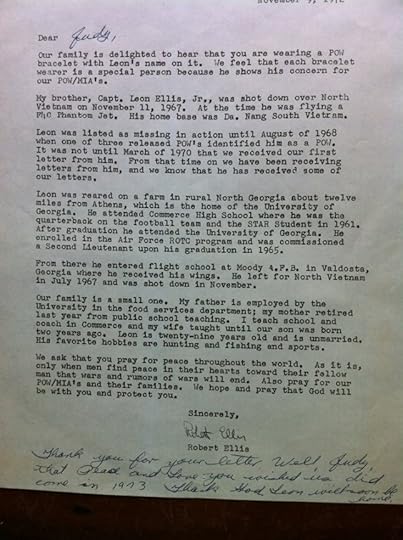 November 9, 1972
Dear Judy,
Our family is delighted to hear that you are wearing a POW
bracelet with Leon's name on it.  We feel that each bracelet
wearer is a special person because he shows his concern for
our POW/MIA's.
My brother, Capt. Leon Ellis, Jr., was shot down over North
Vietnam on November 11, 1967.  At the time he was flying a
F4C Phantom Jet.  His home base was Da. Nang South Vietnam.
Leon was listed as missing in action until August of 1968
when one of three released POW's identified him as a POW.
It was not until March of 1970 that we received our first
letter from him.  From that time on we have been receiving
letters from him, and we know that he has received some of
our letters.
Leon was reared on a farm in rural North Georgia about twelve
miles from Athens, which is the home of the University of
Georgia.  He attended Commerce High School where he was the
quarterback on the football team and the STAR Student in 1961.
After graduation he attended the University of Georgia.  He
enrolled in the Air Force ROTC program and was commissioned
a Second Lieutenant upon his graduation in 1965.
From there he entered flight school at Moody A.F.B. in Valdosta,
Georgia where he received his wings.  He left for North Vietnam
in July 1967 and was shot down in November.
Our family is a small one.  My father is employed by the
University in the food services department; my mother retired
last year from public school teaching.  I teach school and
coach in Commerce and my wife taught until our son was born
two years ago.  Leon is twenty-nine years old and is unmarried.
His favorite hobbies are hunting and fishing and sports.
We ask that you pray for peace throughout the world.  As it is,
only when men find peace in their hearts toward their fellow
man that wars and rumors of wars will end.  Also pray for our
POW/MIA's and their families.  We hope and pray that God will
be with you and protect you.
Sincerely,
Robert Ellis
Robert Ellis
Thank you for your letter. Well Judy,
that Peace and Love you wished us did
come in 1973 Thank God Leon will soon be
home.